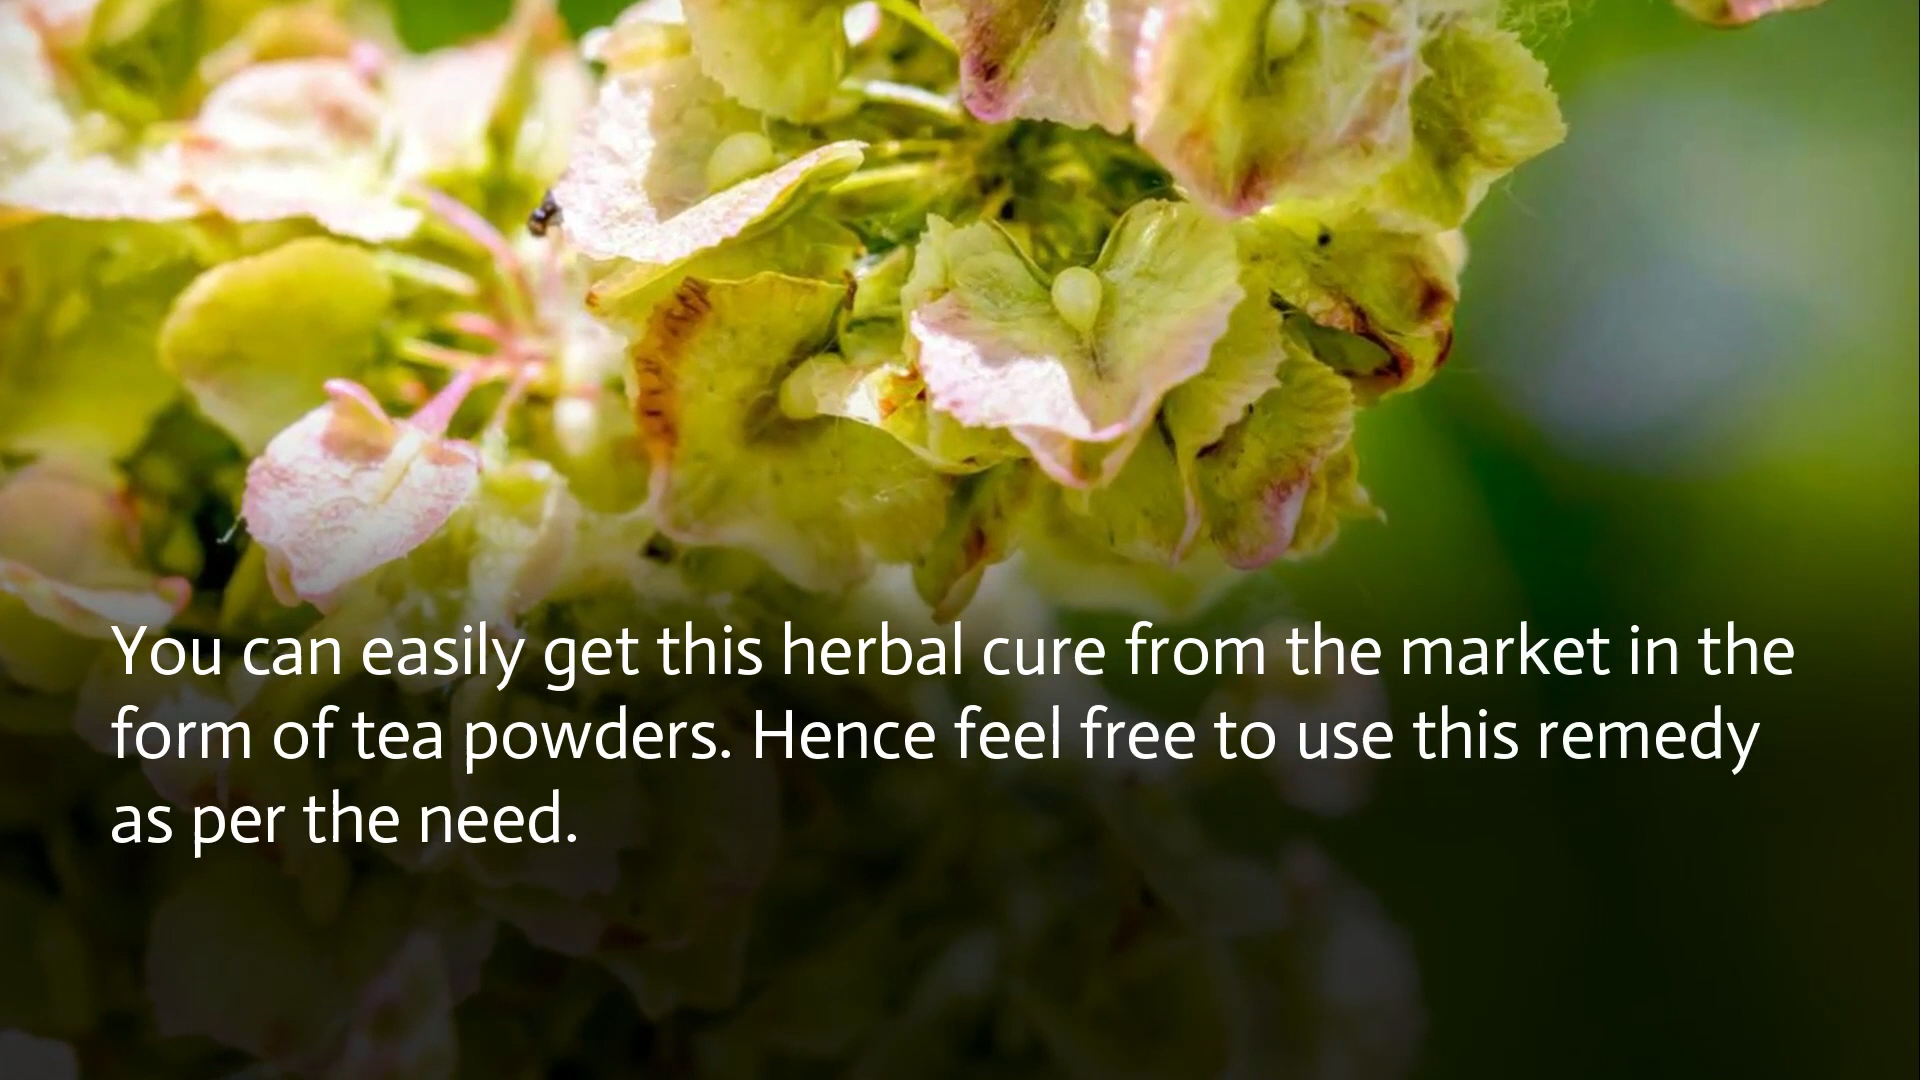 You can easily get this herbal cure from the market in the
form of tea powders. Hence feel free to use this remedy
as per the need.